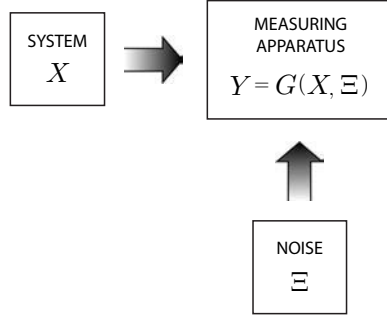 SYSTEM
X
MEASURING
APPARATUS
Y = G(X, Ξ)
NOISE
Ξ